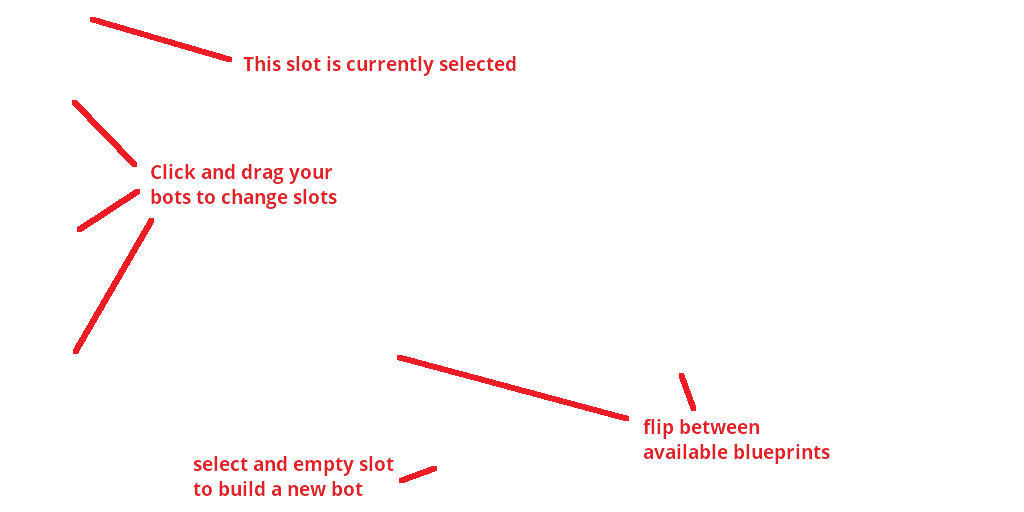 This slot is currently selected
Click and drag your
bots to change slots
flip between
available blueprints
select and empty slot
to build a new bot